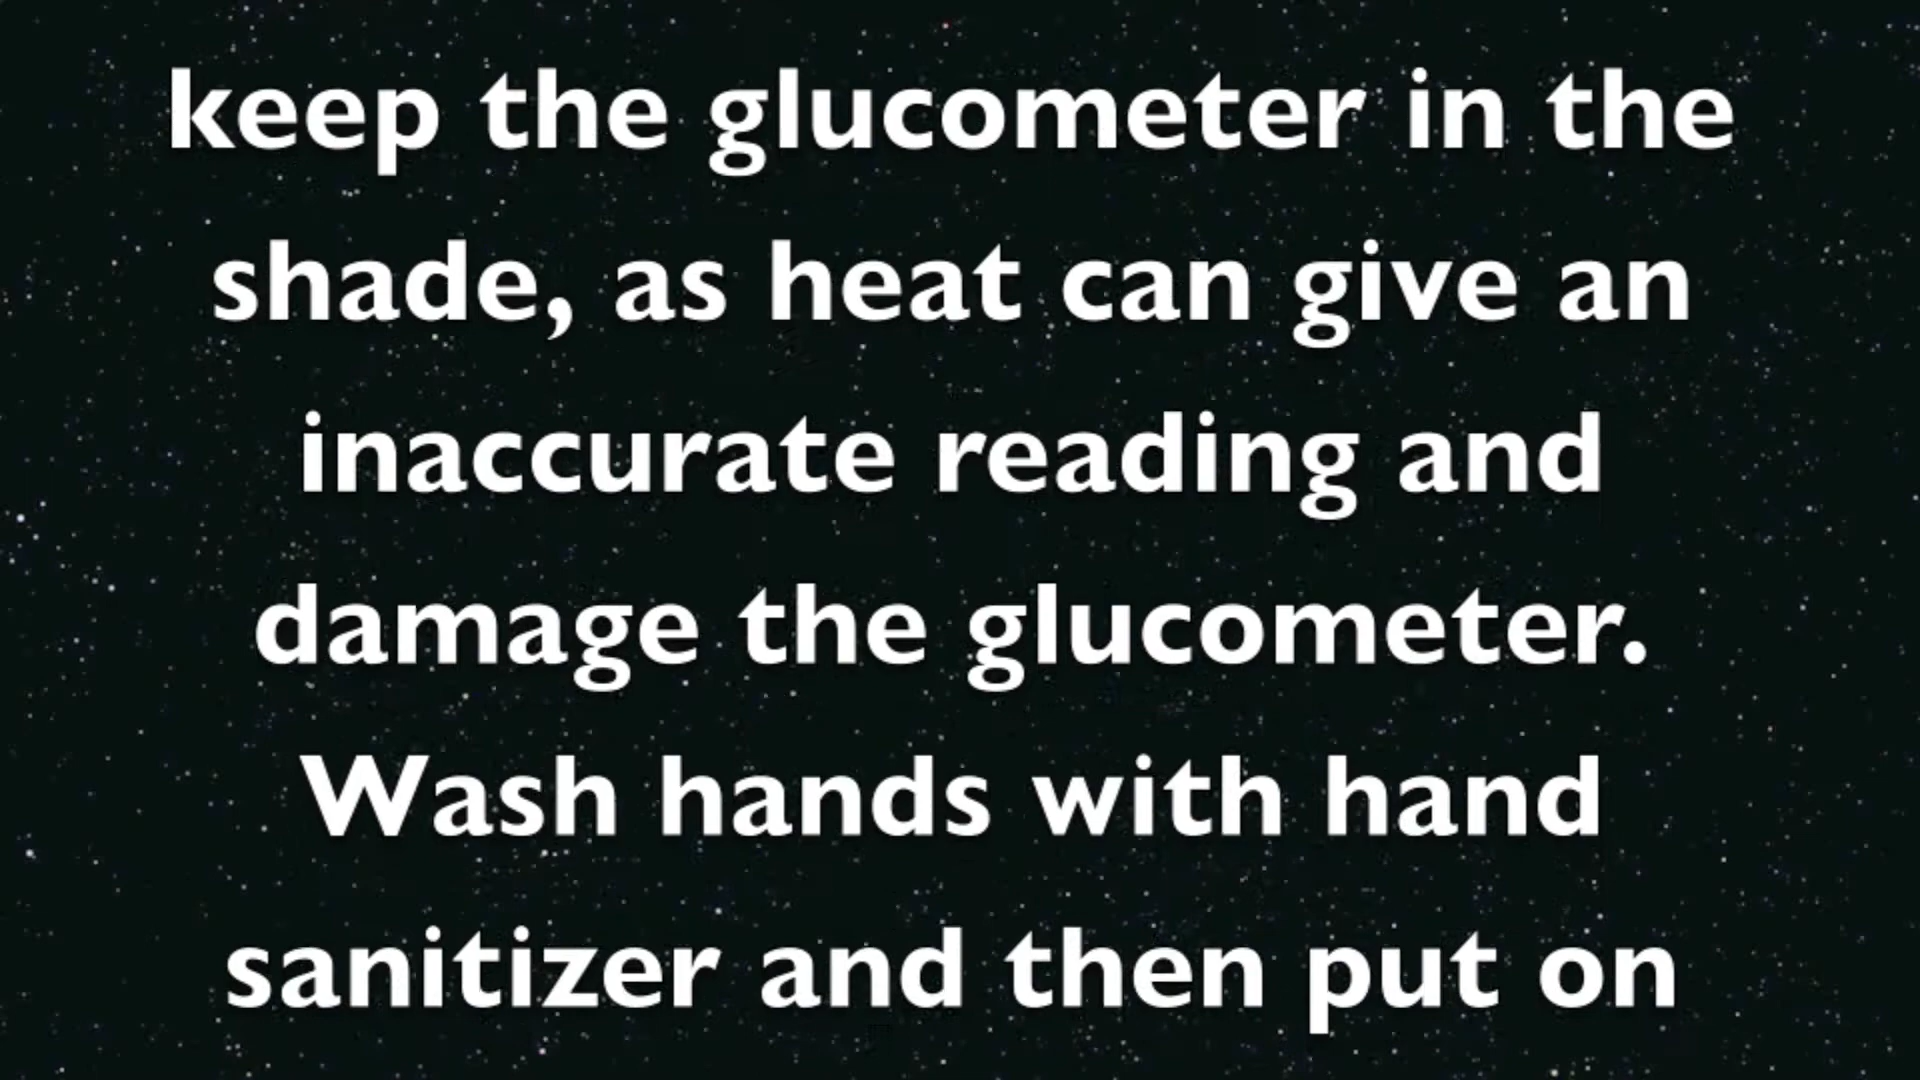 keep the glucometer in the
shade, as heat can give an
inaccurate reading and
damage the glucometer.
Wash hands with hand
sanitizer and then put on